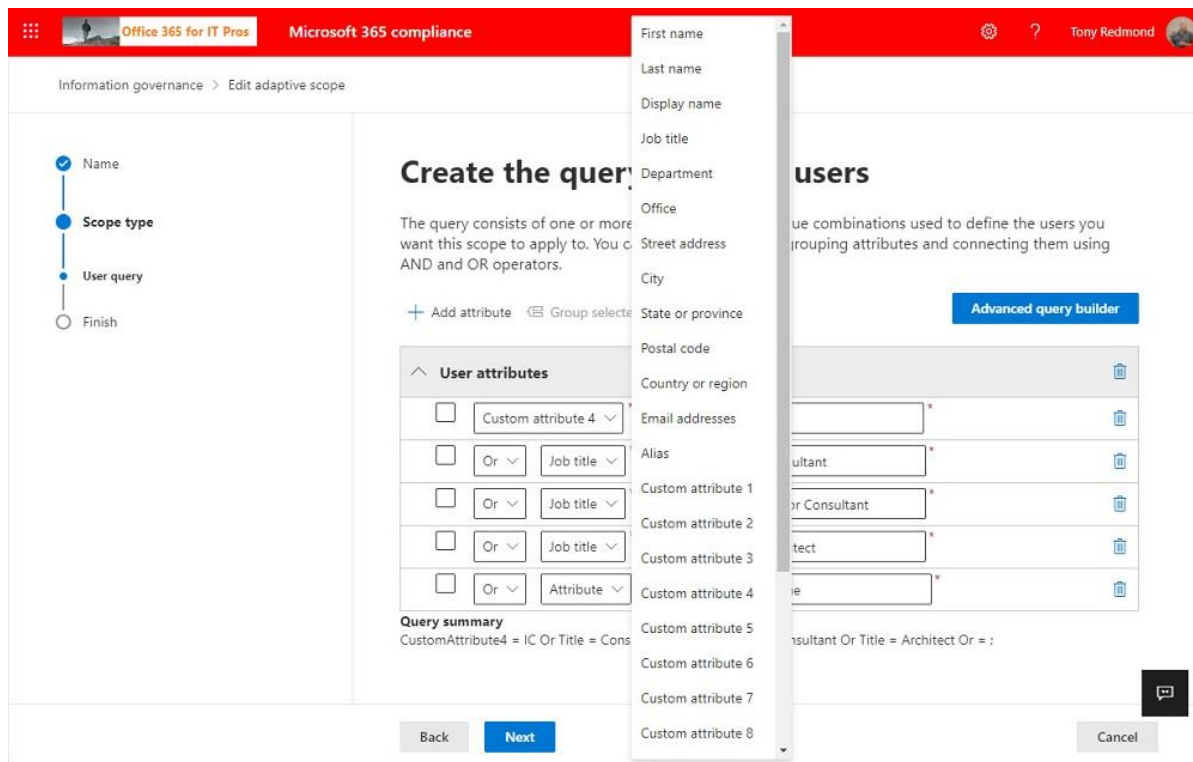 Office 365 for IT Pros
Microsoft 365 compliance
?
Tony Redmond
Information governance > Edit adaptive scope
Name
Scope type
User query
Finish
Create the query users
The query consists of one or more ue combinations used to define the users you
want this scope to apply to. You grouping attributes and connecting them using
AND and OR operators.
+ Add attribute Group selecte
Advanced query builder
User attributes
Custom attribute 4 *
Or Job title ultant *
Or Job title or Consultant *
Or Job title tect *
Or Attribute e *
Query summary
CustomAttribute4 = IC Or Title = Cons nsultant Or Title = Architect Or = ;
Back
Next
Cancel
First name
Last name
Display name
Job title
Department
Office
Street address
City
State or province
Postal code
Country or region
Email addresses
Alias
Custom attribute 1
Custom attribute 2
Custom attribute 3
Custom attribute 4
Custom attribute 5
Custom attribute 6
Custom attribute 7
Custom attribute 8